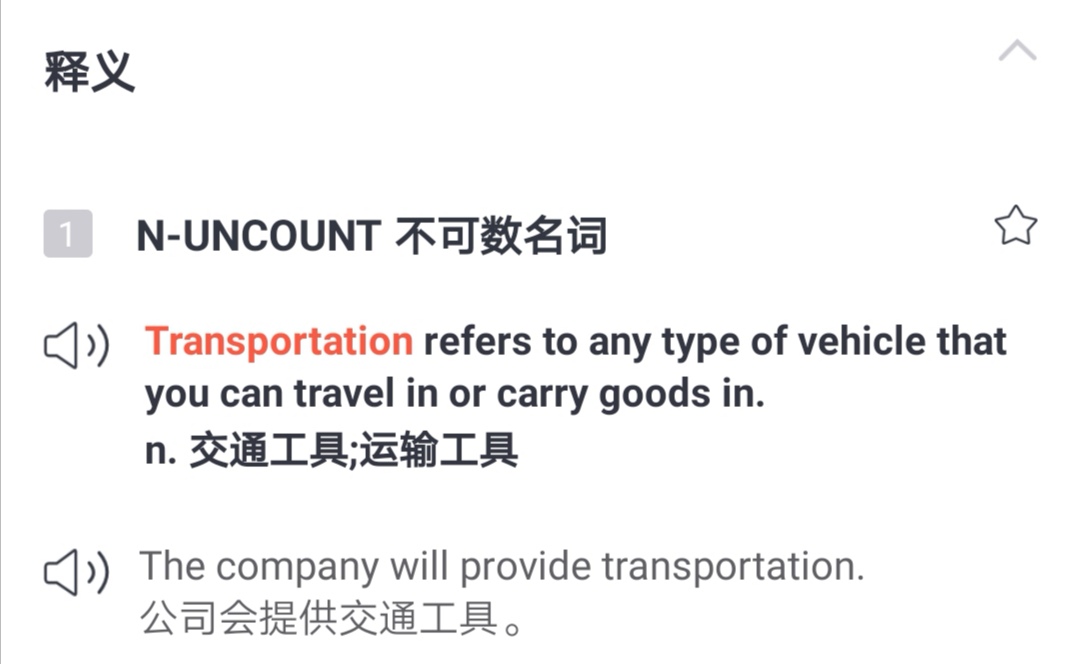 释义
1 N-UNCOUNT 不可数名词
Transportation refers to any type of vehicle that
you can travel in or carry goods in.
n. 交通工具;运输工具
The company will provide transportation.
公司会提供交通工具。